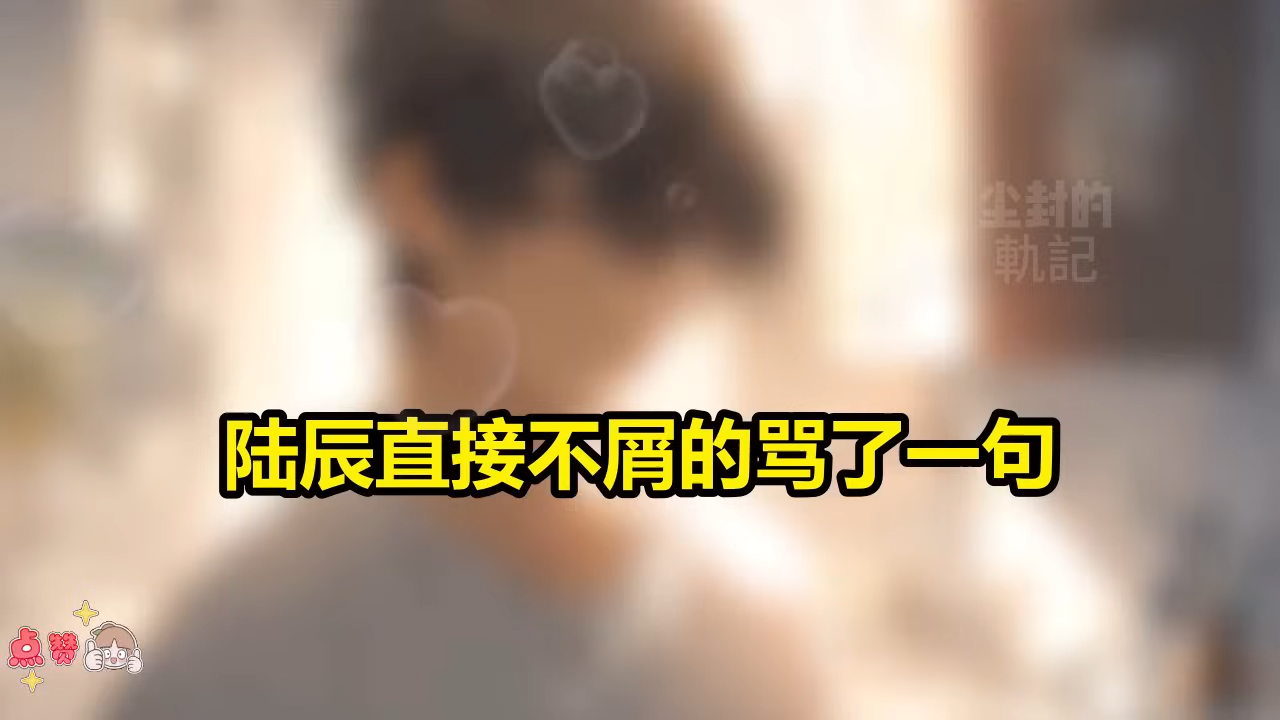 尘封的
軌記
陆辰直接不屑的骂了一句
点赞